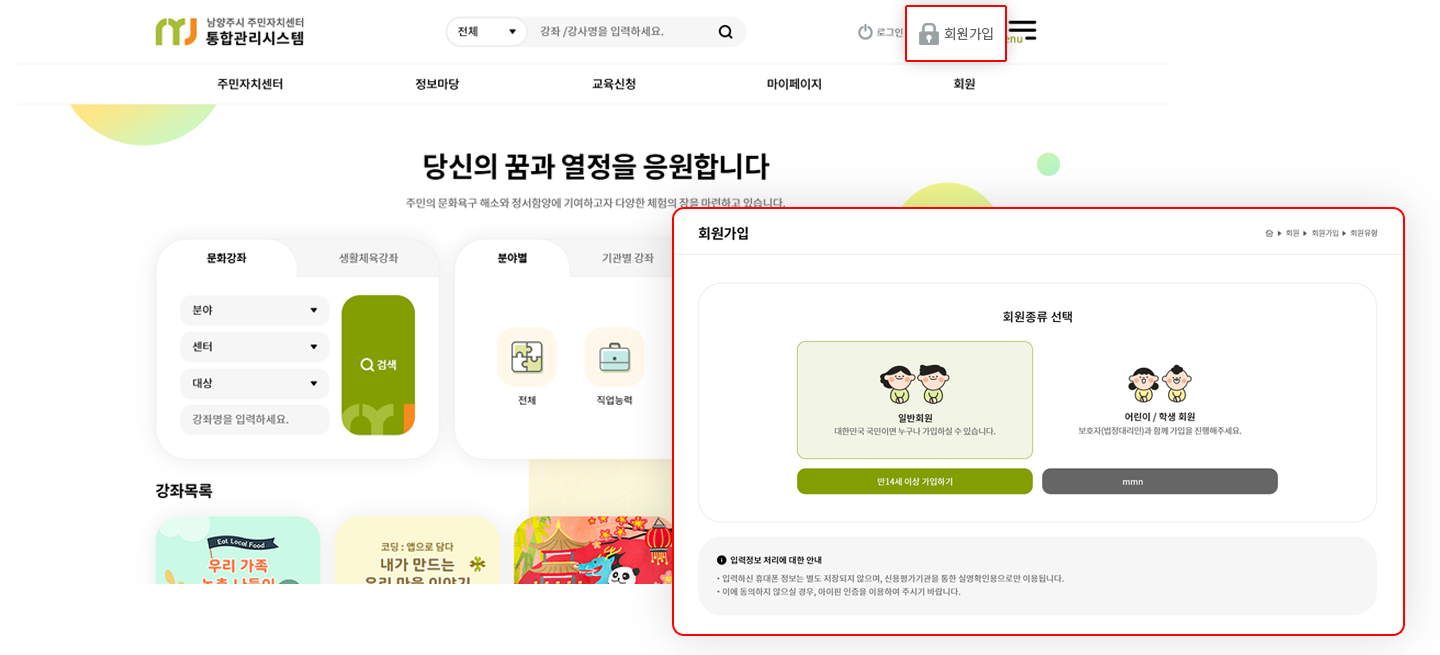 남양주시 주민자치센터
통합관리시스템
전체
강좌 /강사명을 입력하세요.
로그인
회원가입
enu
주민자치센터
정보마당
교육신청
마이페이지
회원
당신의 꿈과 열정을 응원합니다
주민의 문화욕구 해소와 정서함양에 기여하고자 다양한 체험의 장을 마련하고 있습니다.
문화강좌
생활체육강좌
분야
센터
대상
강좌명을 입력하세요.
검색
분야별
기관별 강좌
전체
직업능력
강좌목록
Eat Local Food
우리 가족
농촌 나들이
코딩 : 앱으로 담다
내가 만드는
우리 마을 이야기
회원가입
회원 ▶ 회원가입 ▶ 회원유형
회원종류 선택
일반회원
대한민국 국민이면 누구나 가입하실 수 있습니다.
만14세 이상 가입하기
어린이 / 학생 회원
보호자(법정대리인)과 함께 가입을 진행해주세요.
mmn
입력정보 처리에 대한 안내
• 입력하신 휴대폰 정보는 별도 저장되지 않으며, 신용평가기관을 통한 실명확인용으로만 이용됩니다.
• 이에 동의하지 않으실 경우, 아이핀 인증을 이용하여 주시기 바랍니다.